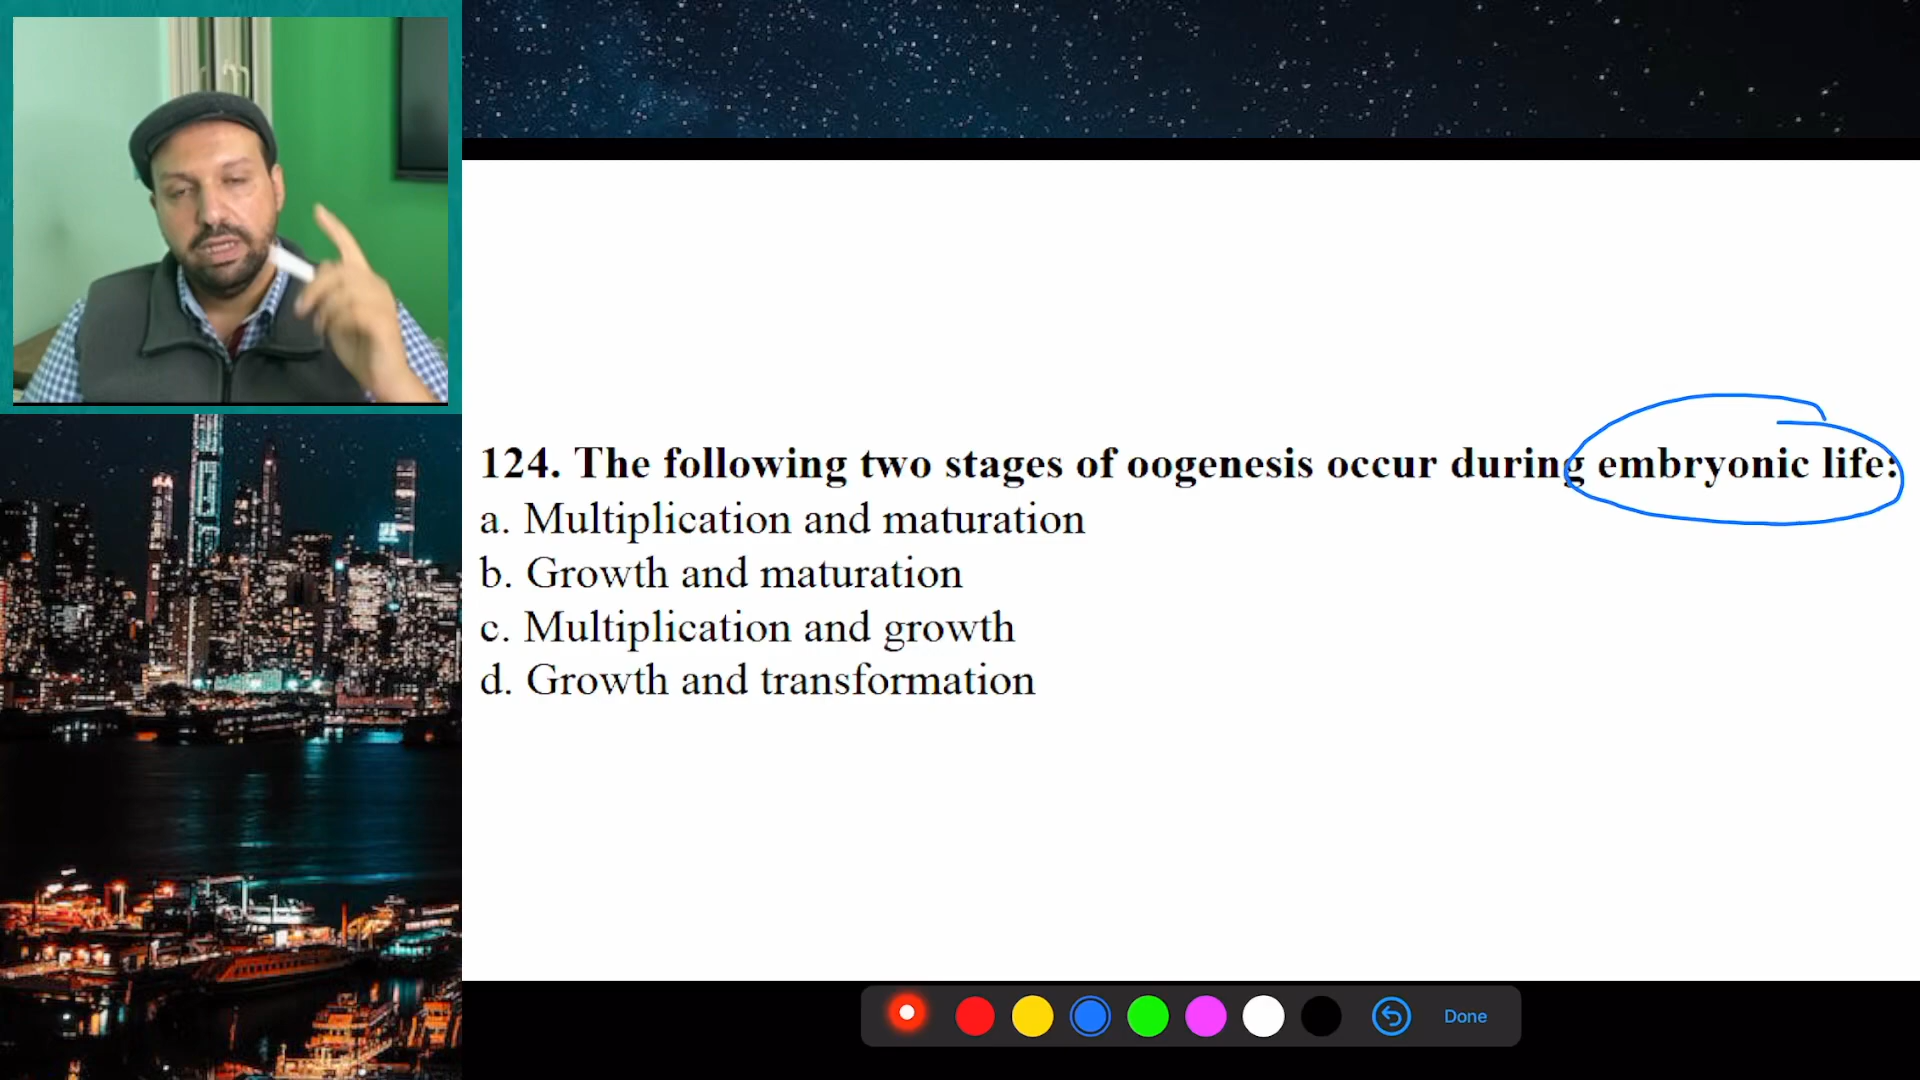 124. The following two stages of oogenesis occur during embryonic life:
a. Multiplication and maturation
b. Growth and maturation
c. Multiplication and growth
d. Growth and transformation
Done